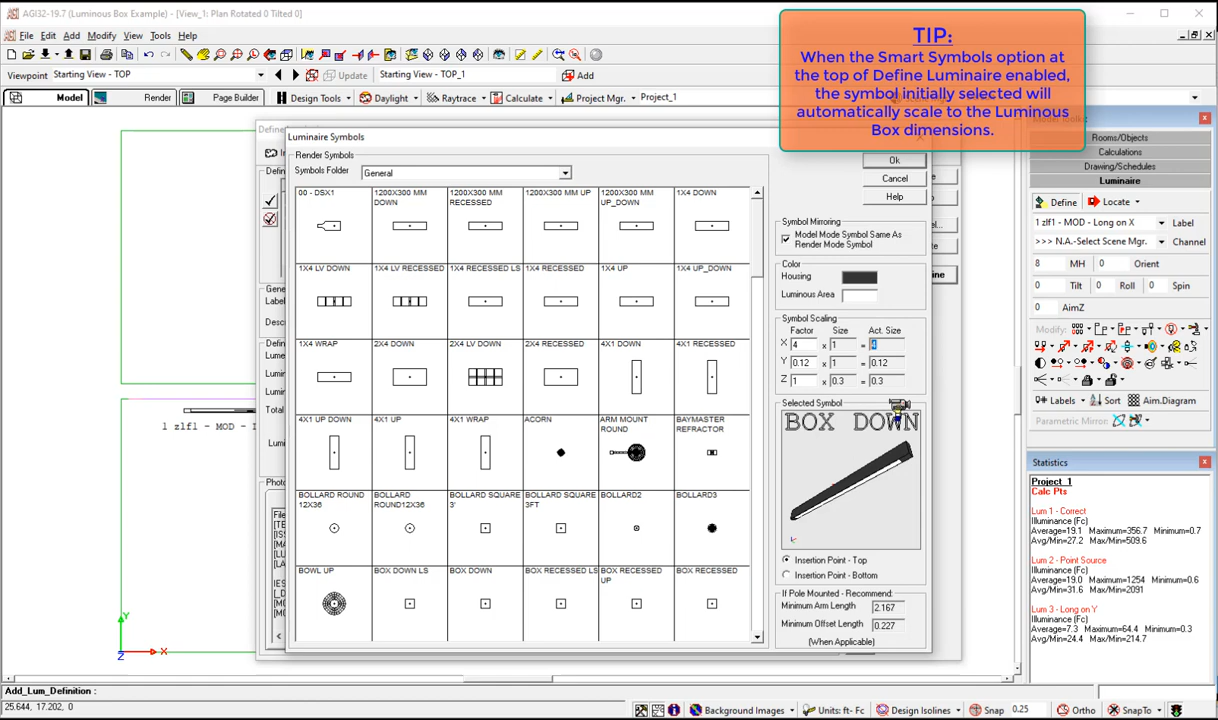 AGI32-19.7 (Luminous Box Example) - [View_1: Plan Rotated 0 Tilted 0]
File Edit Add Modify View Tools Help
Viewpoint Starting View - TOP Update Starting View - TOP_1 Add
Model Render Page Builder Design Tools Daylight Raytrace Calculate Project Mgr. Project_1
TIP:
When the Smart Symbols option at
the top of Define Luminaire enabled,
the symbol initially selected will
automatically scale to the Luminous
Box dimensions.
Luminaire Symbols
Render Symbols
Symbols Folder General
00 - DSX1 1200X300 MM DOWN 1200X300 MM RECESSED 1200X300 MM UP 1200X300 MM UP_DOWN 1X4 DOWN
1X4 LV DOWN 1X4 LV RECESSED 1X4 RECESSED LS 1X4 RECESSED 1X4 UP 1X4 UP_DOWN
1X4 WRAP 2X4 DOWN 2X4 LV DOWN 2X4 RECESSED 4X1 DOWN 4X1 RECESSED
4X1 UP DOWN 4X1 UP 4X1 WRAP ACORN ARM MOUNT ROUND BAYMASTER REFRACTOR
BOLLARD ROUND 12X36 BOLLARD ROUND12X36 BOLLARD SQUARE 3' BOLLARD SQUARE 3FT BOLLARD2 BOLLARD3
BOWL UP BOX DOWN LS BOX DOWN BOX RECESSED LS BOX RECESSED UP BOX RECESSED
Ok
Cancel
Help
Symbol Mirroring
Model Mode Symbol Same As
Render Mode Symbol
Color
Housing
Luminous Area
Symbol Scaling
Factor Size Act. Size
X 4 x 1 = 4
Y 0.12 x 1 = 0.12
Z 1 x 0.3 = 0.3
Selected Symbol
BOX DOWN
Insertion Point - Top
Insertion Point - Bottom
If Pole Mounted - Recommend:
Minimum Arm Length 2.167
Minimum Offset Length 0.227
(When Applicable)
1 zlf1 - MOD -
Y
Z X
Rooms/Objects
Calculations
Drawing/Schedules
Luminaire
Define Locate
1 zlf1 - MOD - Long on X Label
>>> N.A.-Select Scene Mgr. Channel
8 MH 0 Orient
0 Tilt 0 Roll 0 Spin
0 AimZ
Modify:
Labels Sort Aim.Diagram
Parametric Mirror:
Statistics
Project_1
Calc Pts
Lum 1 - Correct
Illuminance (Fc)
Average=19.1 Maximum=356.7 Minimum=0.7
Avg/Min=27.2 Max/Min=509.6
Lum 2 - Point Source
Illuminance (Fc)
Average=19.0 Maximum=1254 Minimum=0.6
Avg/Min=31.6 Max/Min=2091
Lum 3 - Long on Y
Illuminance (Fc)
Average=7.3 Maximum=64.4 Minimum=0.3
Avg/Min=24.4 Max/Min=214.7
Add_Lum_Definition :
25.644, 17.202, 0 Background Images Units: ft- Fc Design Isolines Snap 0.25 Ortho SnapTo